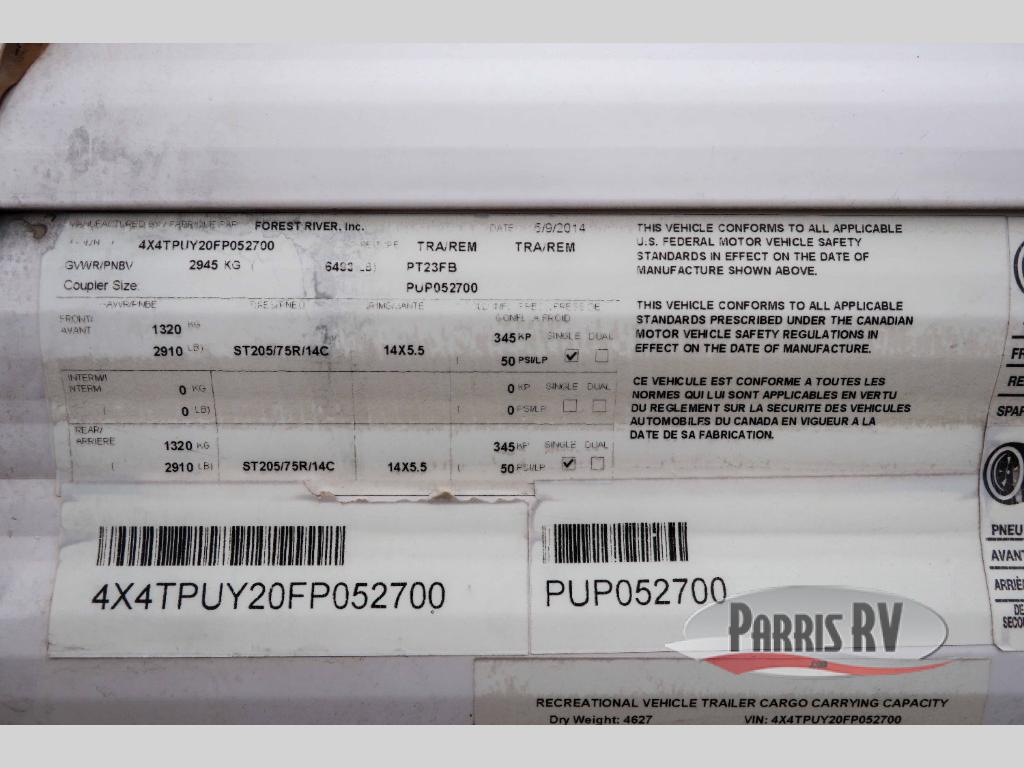 MANUFACTURED BY / FABRIQUE PAR FOREST RIVER, Inc. DATE 5/9/2014
4X4TPUY20FP052700 TRA/REM TRA/REM
GVWR/PNBV 2945 KG ( LB) PT23FB
Coupler Size: PUP052700
FRONT/ 1320 KG 345 KP SINGLE DUAL
AVANT
2910 LB) ST205/75R/14C 14X5.5 ( 50 PSI/LP
0 KG 0 KP SINGLE DUAL
( 0 LB) ( 0 PSI/LP
REAR/ 1320 KG 345 KP SINGLE DUAL
ARRIERE
( 2910 LB) ST205/75R/14C 14X5.5 ( 50 PSI/LP
THIS VEHICLE CONFORMS TO ALL APPLICABLE
U.S. FEDERAL MOTOR VEHICLE SAFETY
STANDARDS IN EFFECT ON THE DATE OF
MANUFACTURE SHOWN ABOVE.
THIS VEHICLE CONFORMS TO ALL APPLICABLE
STANDARDS PRESCRIBED UNDER THE CANADIAN
MOTOR VEHICLE SAFETY REGULATIONS IN
EFFECT ON THE DATE OF MANUFACTURE.
CE VEHICULE EST CONFORME A TOUTES LES
NORMES QUI LUI SONT APPLICABLES EN VERTU
DU REGLEMENT SUR LA SECURITE DES VEHICULES
AUTOMOBILES DU CANADA EN VIGUEUR A LA
DATE DE SA FABRICATION.
4X4TPUY20FP052700
PUP052700
PNEU
AVANT
PARRIS RV
.com
RECREATIONAL VEHICLE TRAILER CARGO CARRYING CAPACITY
Dry Weight: 4627 VIN: 4X4TPUY20FP052700